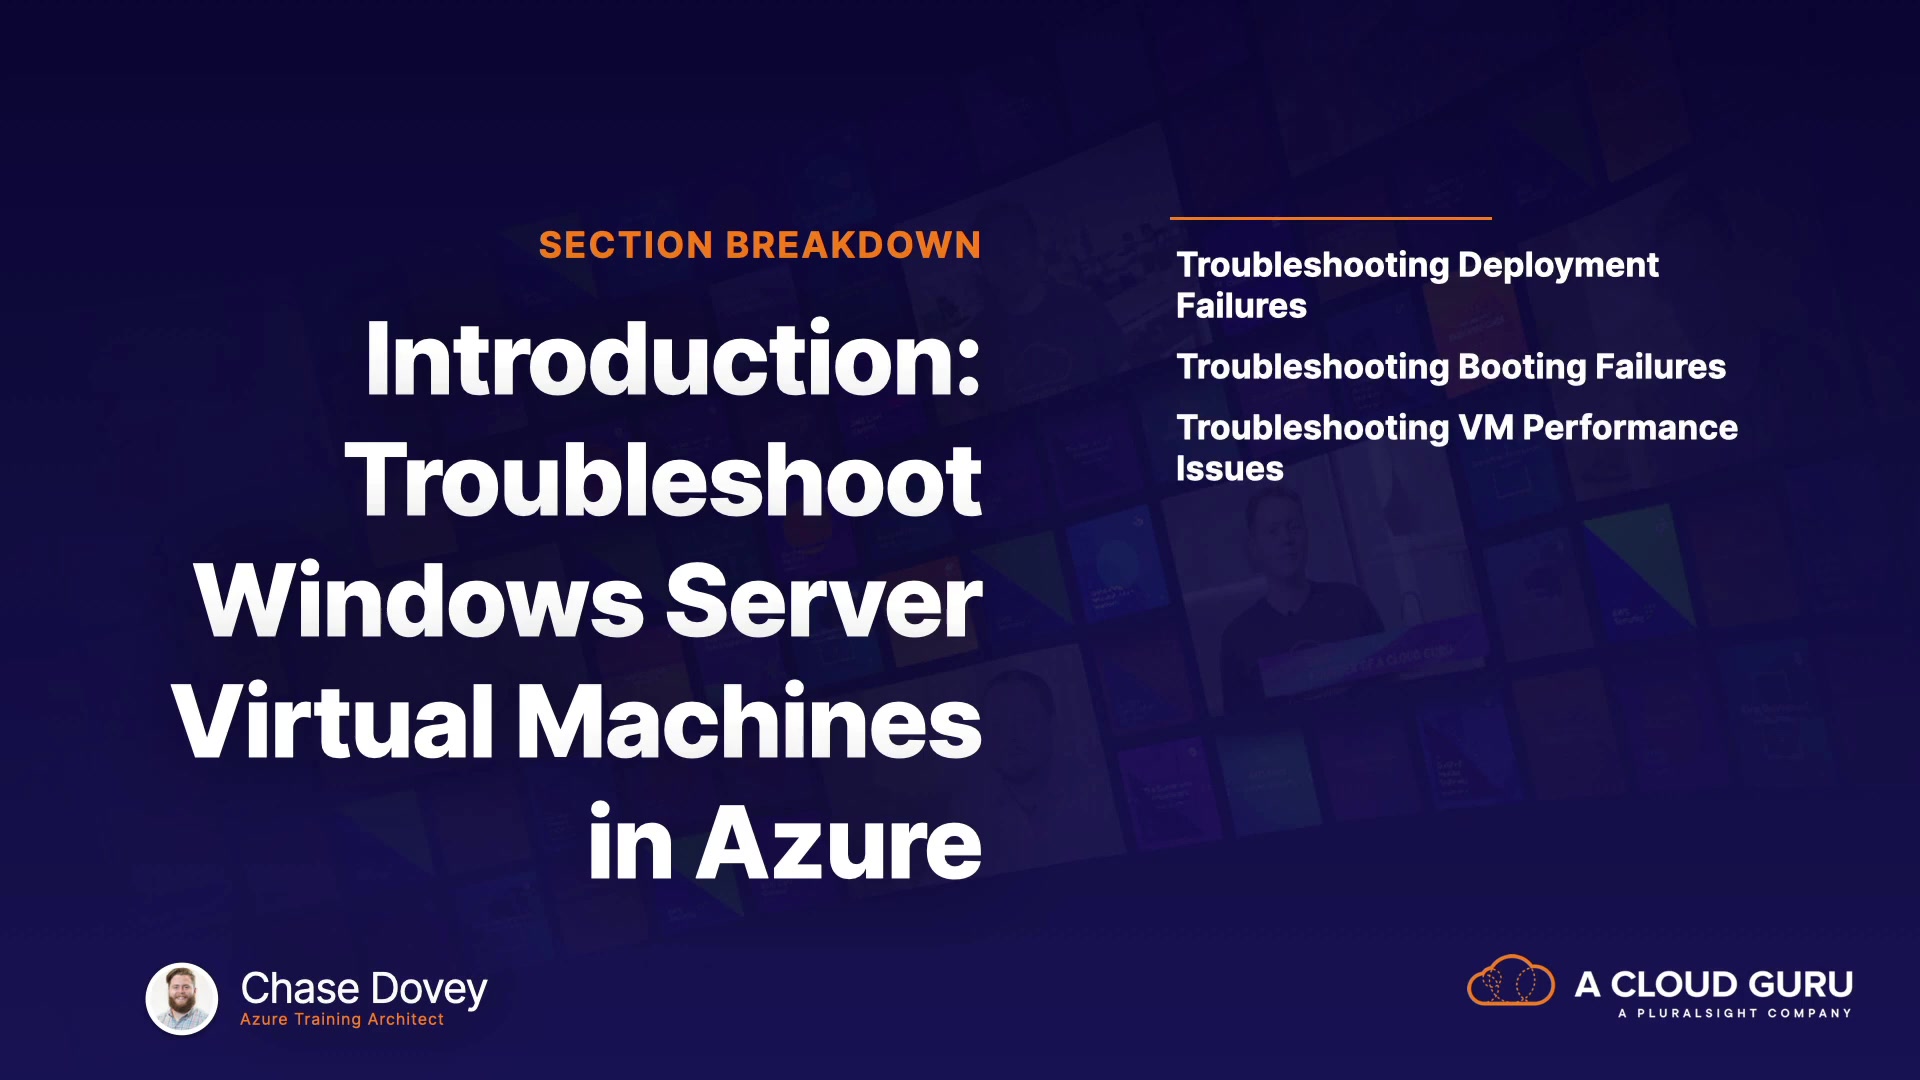 SECTION BREAKDOWN
Introduction:
Troubleshoot
Windows Server
Virtual Machines
in Azure
Troubleshooting Deployment
Failures
Troubleshooting Booting Failures
Troubleshooting VM Performance
Issues
Chase Dovey
Azure Training Architect
A CLOUD GURU
A PLURALSIGHT COMPANY